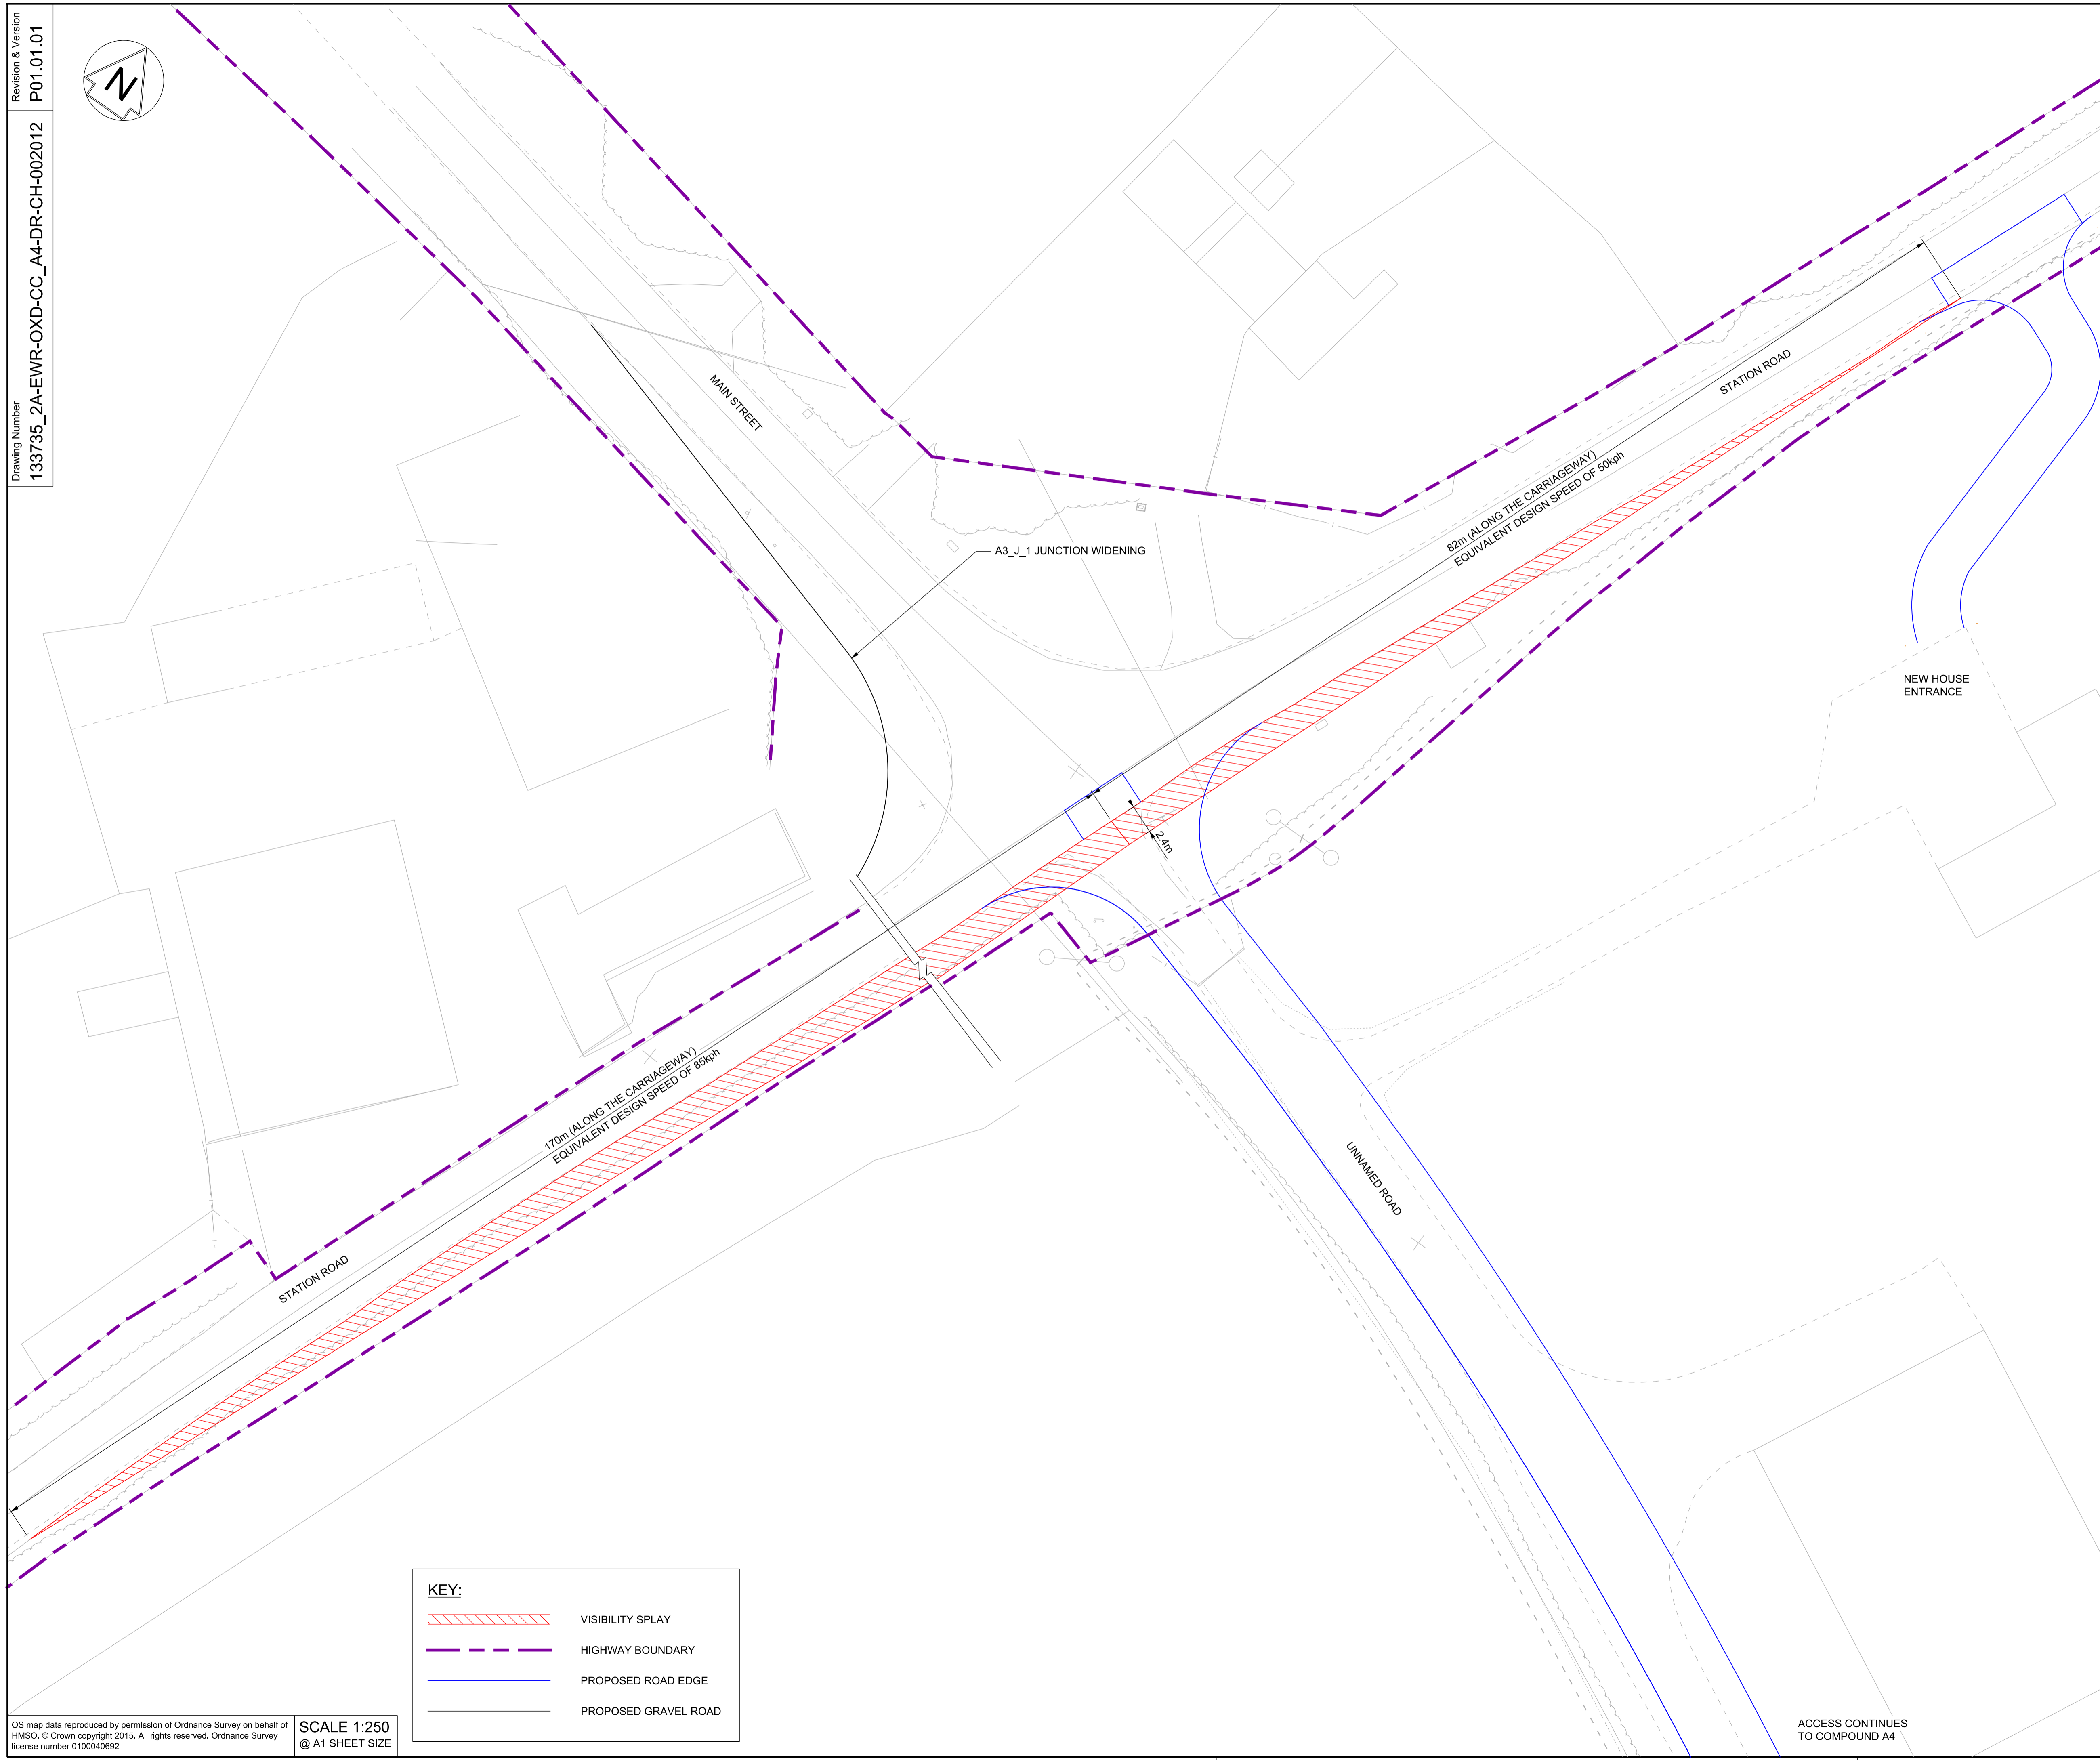 Revision & Version
P01.01.01
Drawing Number
133735_2A-EWR-OXD-CC_A4-DR-CH-002012
N
MAIN STREET
A3_J_1 JUNCTION WIDENING
STATION ROAD
82m (ALONG THE CARRIAGEWAY)
EQUIVALENT DESIGN SPEED OF 50kph
NEW HOUSE
ENTRANCE
2.4m
170m (ALONG THE CARRIAGEWAY)
EQUIVALENT DESIGN SPEED OF 85kph
STATION ROAD
UNNAMED ROAD
KEY:
VISIBILITY SPLAY
HIGHWAY BOUNDARY
PROPOSED ROAD EDGE
PROPOSED GRAVEL ROAD
OS map data reproduced by permission of Ordnance Survey on behalf of
HMSO. © Crown copyright 2015. All rights reserved. Ordnance Survey
license number 0100040692
SCALE 1:250
@ A1 SHEET SIZE
ACCESS CONTINUES
TO COMPOUND A4